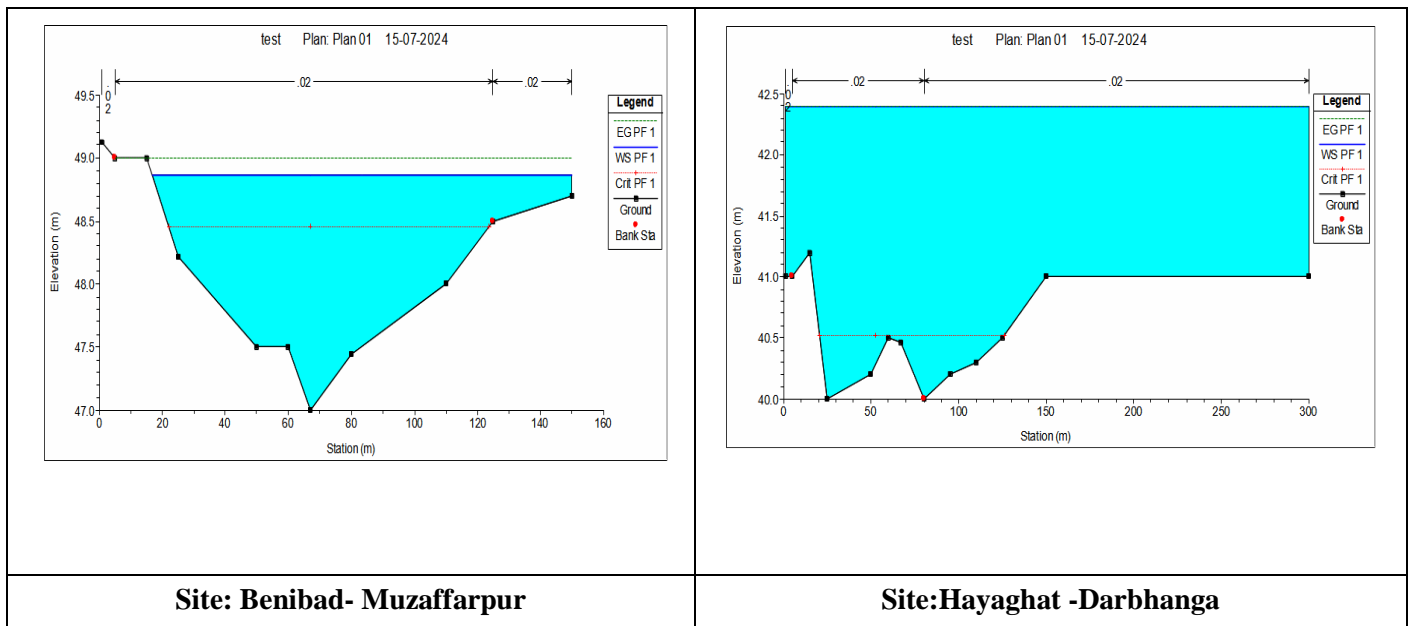 test Plan: Plan 01 15-07-2024
.02 .02 .02
49.5
49.0
48.5
48.0
47.5
47.0
Elevation (m)
0 20 40 60 80 100 120 140 160
Station (m)
Legend
EG PF 1
WS PF 1
Crit PF 1
Ground
Bank Sta
test Plan: Plan 01 15-07-2024
.02 .02 .02
42.5
42.0
41.5
41.0
40.5
40.0
Elevation (m)
0 50 100 150 200 250 300
Station (m)
Legend
EG PF 1
WS PF 1
Crit PF 1
Ground
Bank Sta
Site: Benibad- Muzaffarpur
Site:Hayaghat -Darbhanga